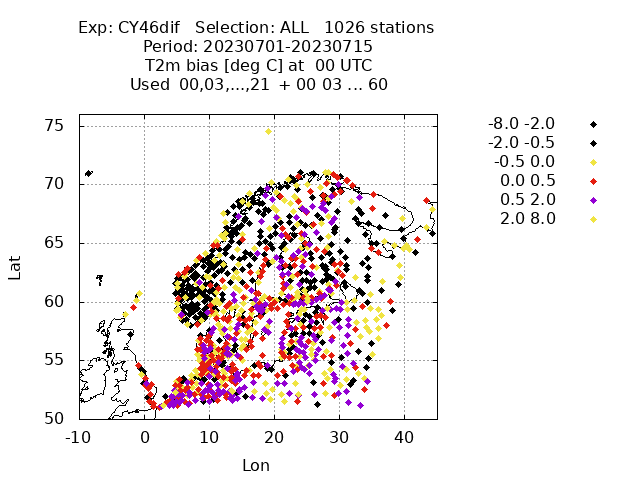 Exp: CY46dif   Selection: ALL   1026 stations
Period: 20230701-20230715
T2m bias [deg C] at  00 UTC
Used  00,03,...,21  + 00 03 ... 60
-8.0 -2.0
-2.0 -0.5
-0.5 0.0
0.0 0.5
0.5 2.0
2.0 8.0
75
70
65
60
55
50
Lat
-10 0 10 20 30 40
Lon